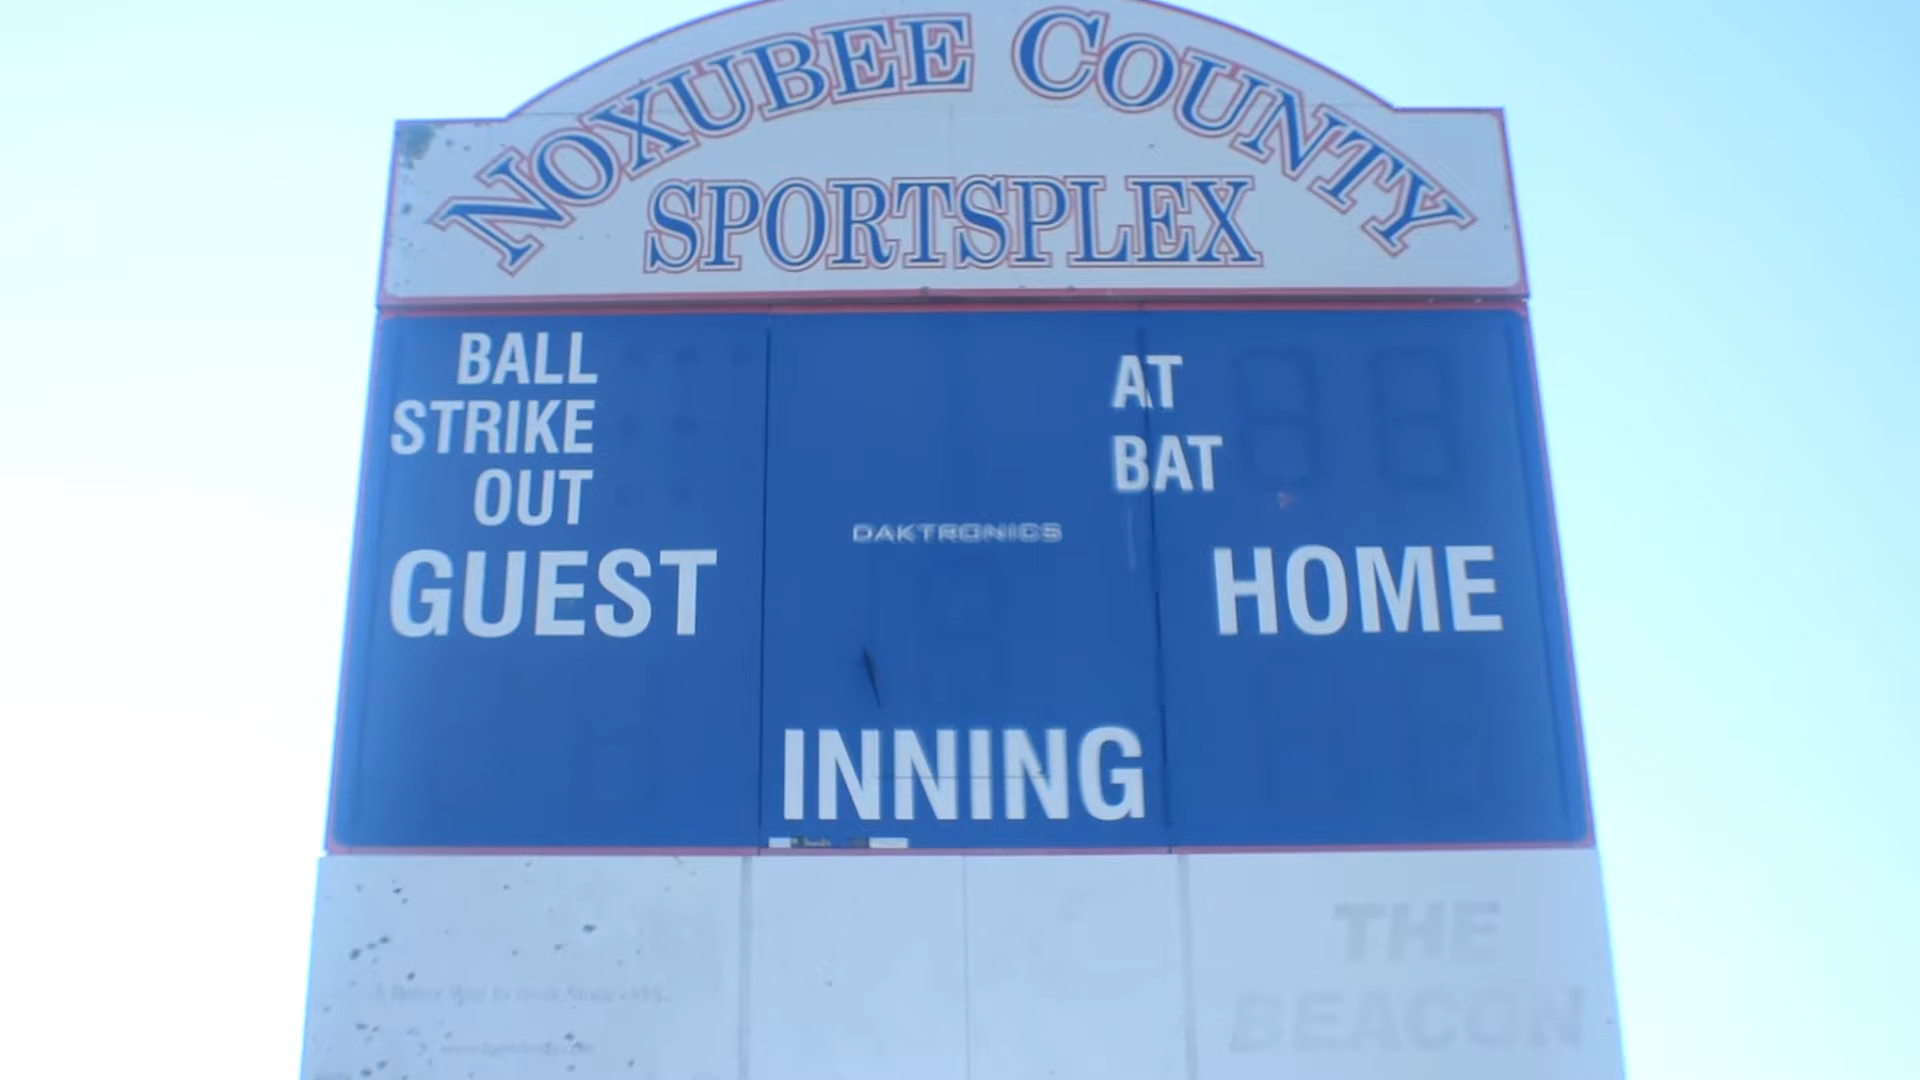 NOXUBEE COUNTY
SPORTSPLEX
BALL
STRIKE
OUT
AT
BAT
DAKTRONICS
GUEST
HOME
INNING
THE
BEACON